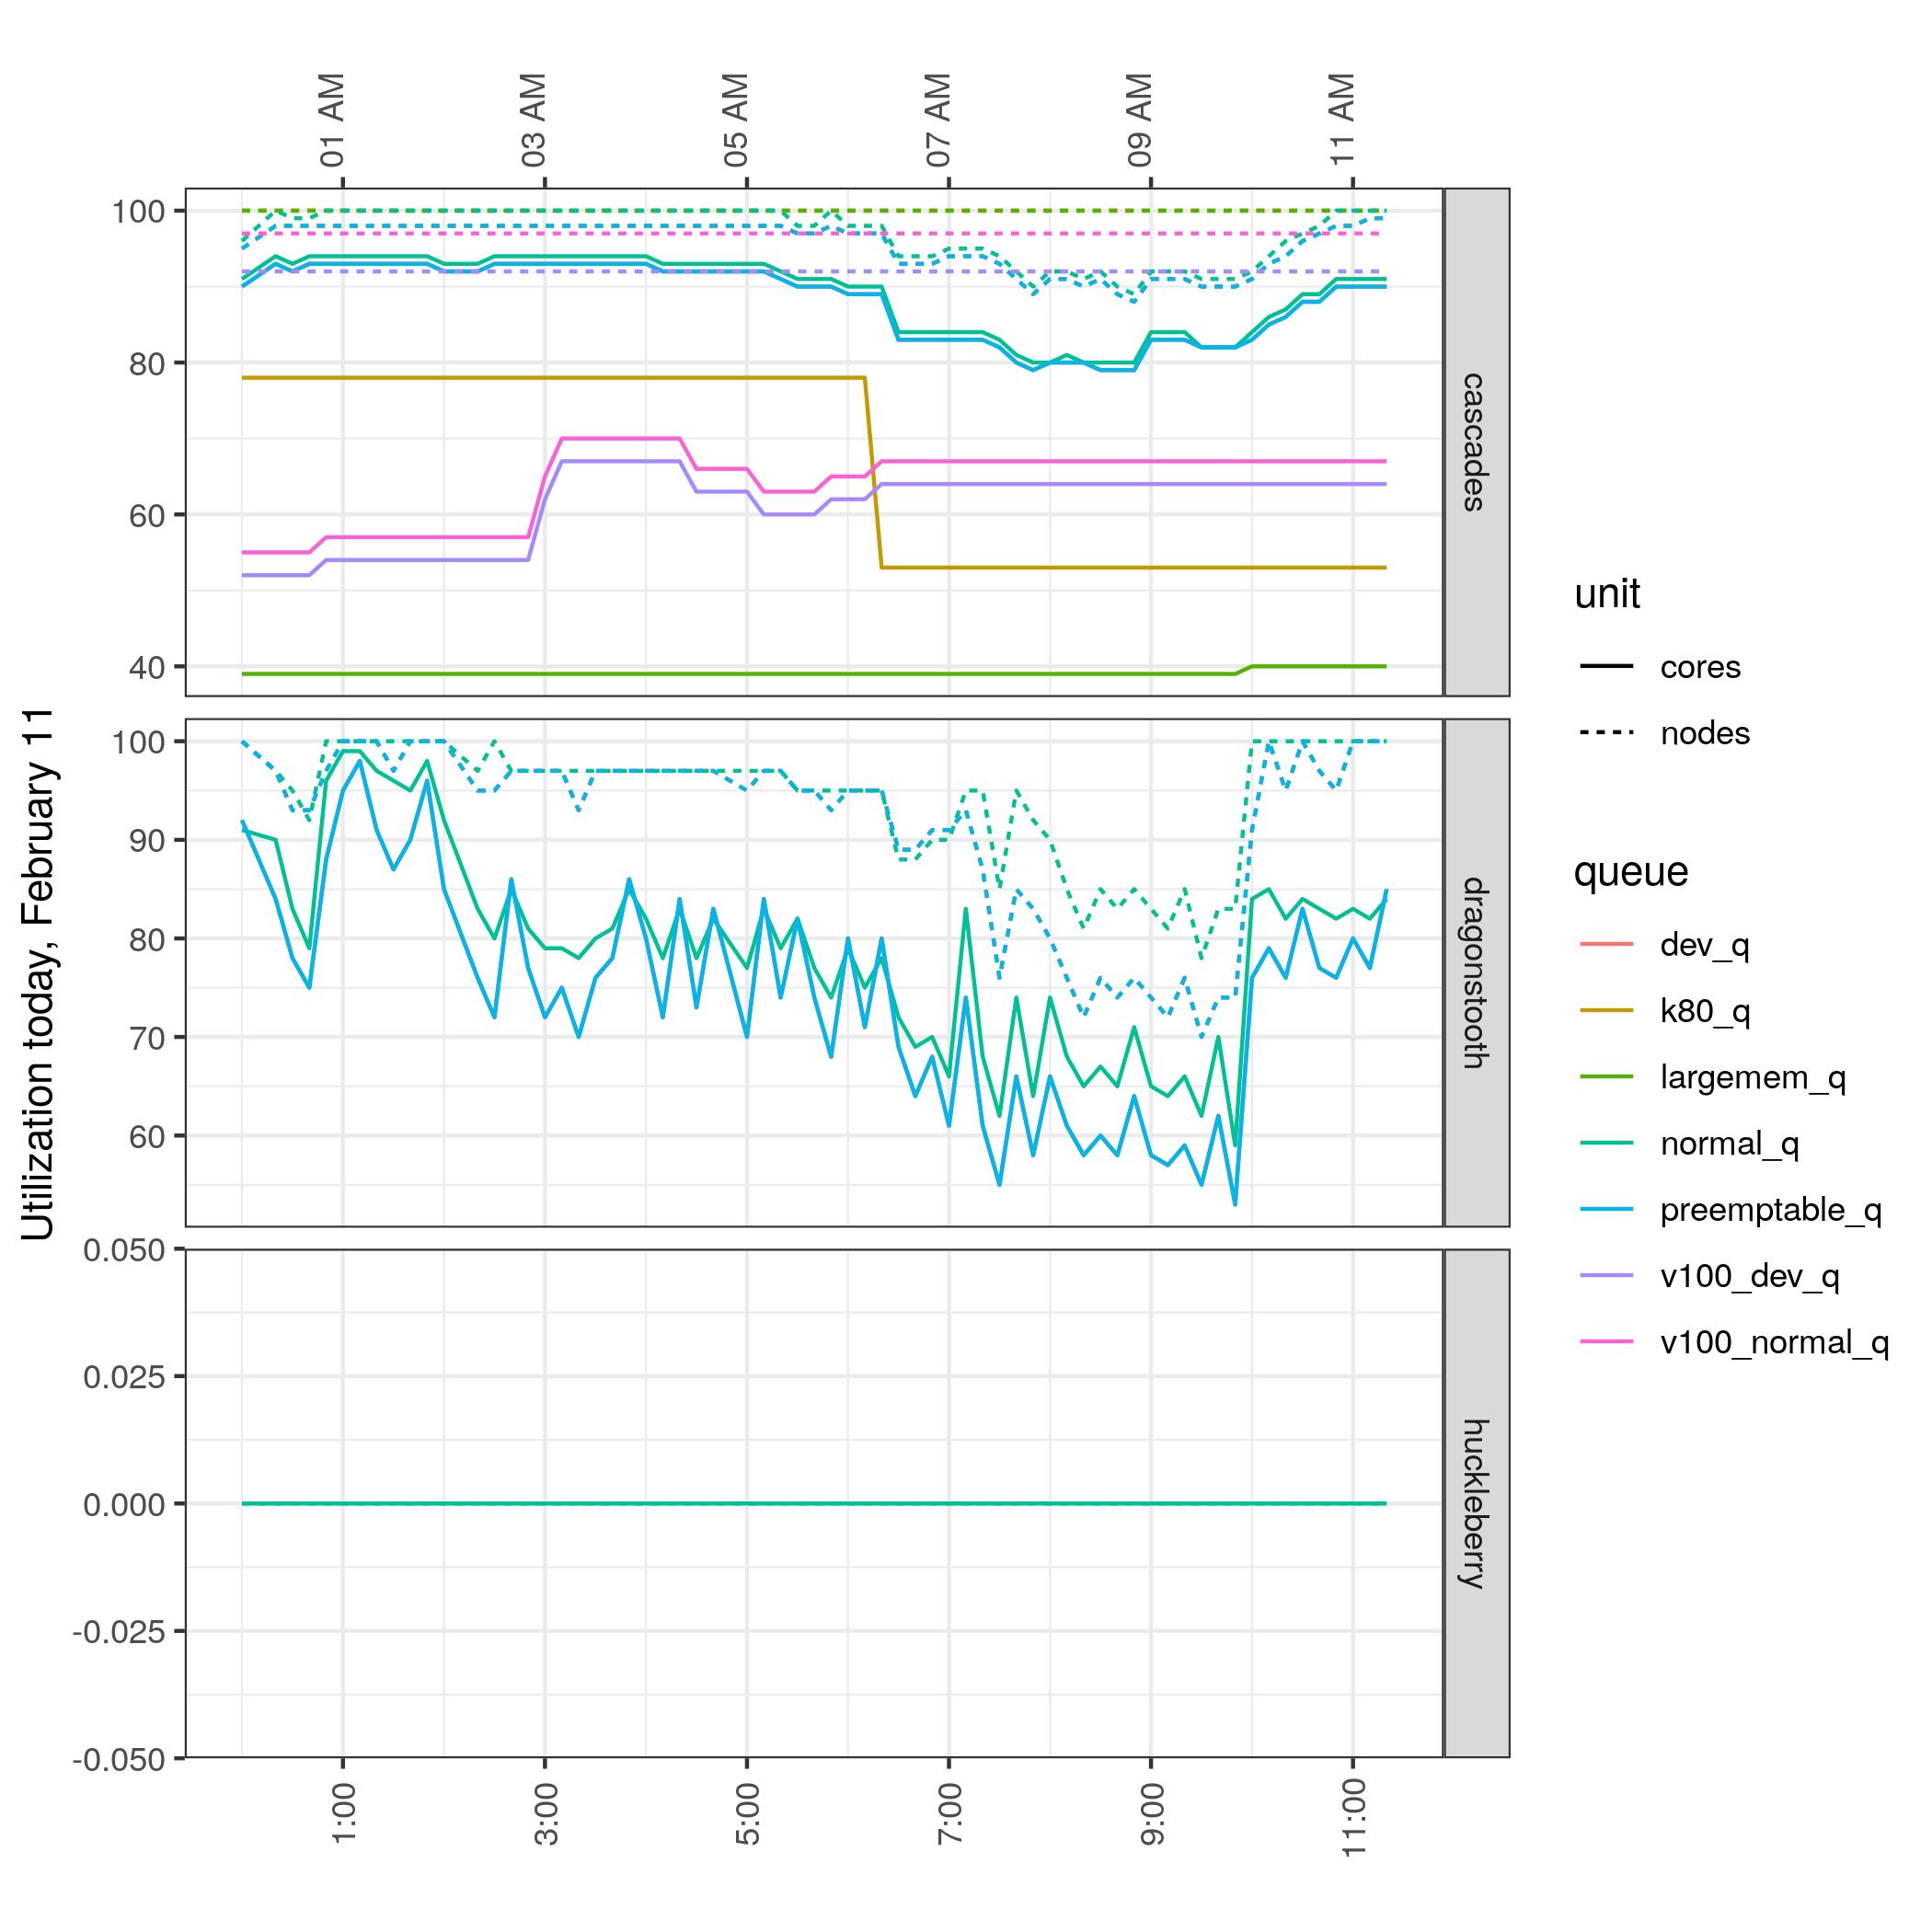 01 AM
03 AM
05 AM
07 AM
09 AM
11 AM
Utilization today, February 11
100
80
60
40
cascades
100
90
80
70
60
dragonstooth
0.050
0.025
0.000
-0.025
-0.050
huckleberry
1:00
3:00
5:00
7:00
9:00
11:00
unit
cores
nodes
queue
dev_q
k80_q
largemem_q
normal_q
preemptable_q
v100_dev_q
v100_normal_q